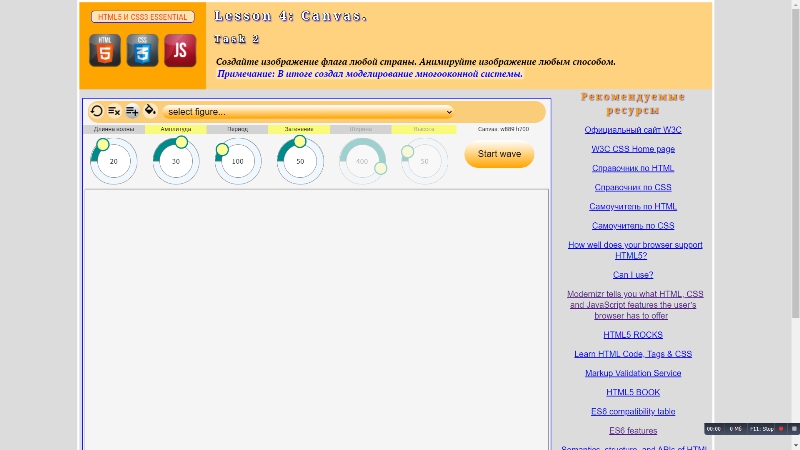 HTML5 И CSS3 ESSENTIAL
Lesson 4: Canvas.
HTML
CSS
JS
5
3
Task 2
Создайте изображение флага любой страны. Анимируйте изображение любым способом.
Примечание: В итоге создал моделирование многооконной системы.
select figure...
Длинна волны
Амплитуда
Период
Затенение
Ширина
Высота
Canvas: w689 h700
20
30
100
50
400
50
Start wave
Рекомендуемые
ресурсы
Официальный сайт W3C
W3C CSS Home page
Справочник по HTML
Справочник по CSS
Самоучитель по HTML
Самоучитель по CSS
How well does your browser support
HTML5?
Can I use?
Modernizr tells you what HTML, CSS
and JavaScript features the user's
browser has to offer
HTML5 ROCKS
Learn HTML Code, Tags & CSS
Markup Validation Service
HTML5 BOOK
ES6 compatibility table
ES6 features
00:00
0 Мб
F11: Stop
Semantics, structure, and APIs of HTML